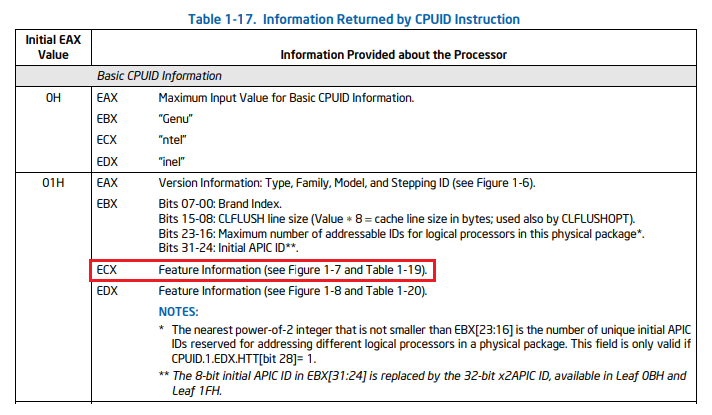 Table 1-17. Information Returned by CPUID Instruction
Initial EAX
Value
Information Provided about the Processor
Basic CPUID Information
0H EAX Maximum Input Value for Basic CPUID Information.
EBX “Genu”
ECX “ntel”
EDX “ineI”
01H EAX Version Information: Type, Family, Model, and Stepping ID (see Figure 1-6).
EBX Bits 07-00: Brand Index.
Bits 15-08: CLFLUSH line size (Value ∗ 8 = cache line size in bytes; used also by CLFLUSHOPT).
Bits 23-16: Maximum number of addressable IDs for logical processors in this physical package*.
Bits 31-24: Initial APIC ID**.
ECX Feature Information (see Figure 1-7 and Table 1-19).
EDX Feature Information (see Figure 1-8 and Table 1-20).
NOTES:
* The nearest power-of-2 integer that is not smaller than EBX[23:16] is the number of unique initial APIC
IDs reserved for addressing different logical processors in a physical package. This field is only valid if
CPUID.1.EDX.HTT[bit 28]= 1.
** The 8-bit initial APIC ID in EBX[31:24] is replaced by the 32-bit x2APIC ID, available in Leaf 0BH and
Leaf 1FH.